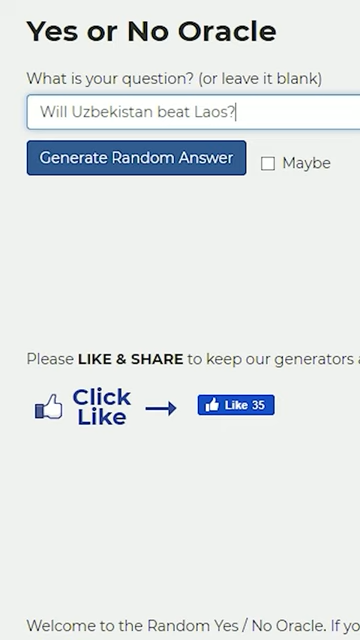 Yes or No Oracle
What is your question? (or leave it blank)
Will Uzbekistan beat Laos?
Generate Random Answer
Maybe
Please LIKE & SHARE to keep our generators
Click
Like
Like 35
Welcome to the Random Yes / No Oracle. If